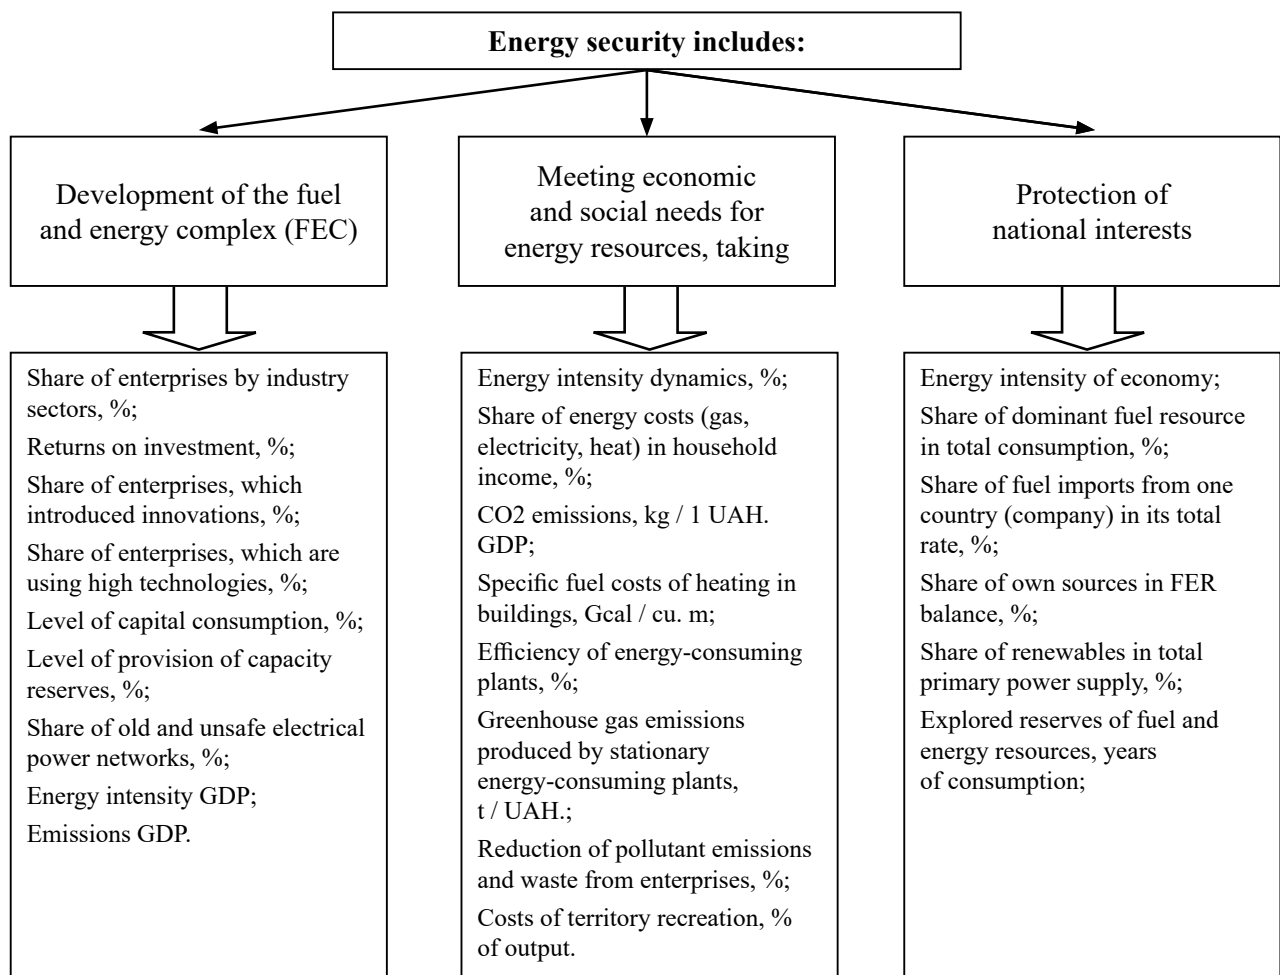 Energy security includes:
Development of the fuel
and energy complex (FEC)
Meeting economic
and social needs for
energy resources, taking
Protection of
national interests
Share of enterprises by industry
sectors, %;
Returns on investment, %;
Share of enterprises, which
introduced innovations, %;
Share of enterprises, which are
using high technologies, %;
Level of capital consumption, %;
Level of provision of capacity
reserves, %;
Share of old and unsafe electrical
power networks, %;
Energy intensity GDP;
Emissions GDP.
Energy intensity dynamics, %;
Share of energy costs (gas,
electricity, heat) in household
income, %;
CO2 emissions, kg / 1 UAH.
GDP;
Specific fuel costs of heating in
buildings, Gcal / cu. m;
Efficiency of energy-consuming
plants, %;
Greenhouse gas emissions
produced by stationary
energy-consuming plants,
t / UAH.;
Reduction of pollutant emissions
and waste from enterprises, %;
Costs of territory recreation, %
of output.
Energy intensity of economy;
Share of dominant fuel resource
in total consumption, %;
Share of fuel imports from one
country (company) in its total
rate, %;
Share of own sources in FER
balance, %;
Share of renewables in total
primary power supply, %;
Explored reserves of fuel and
energy resources, years
of consumption;